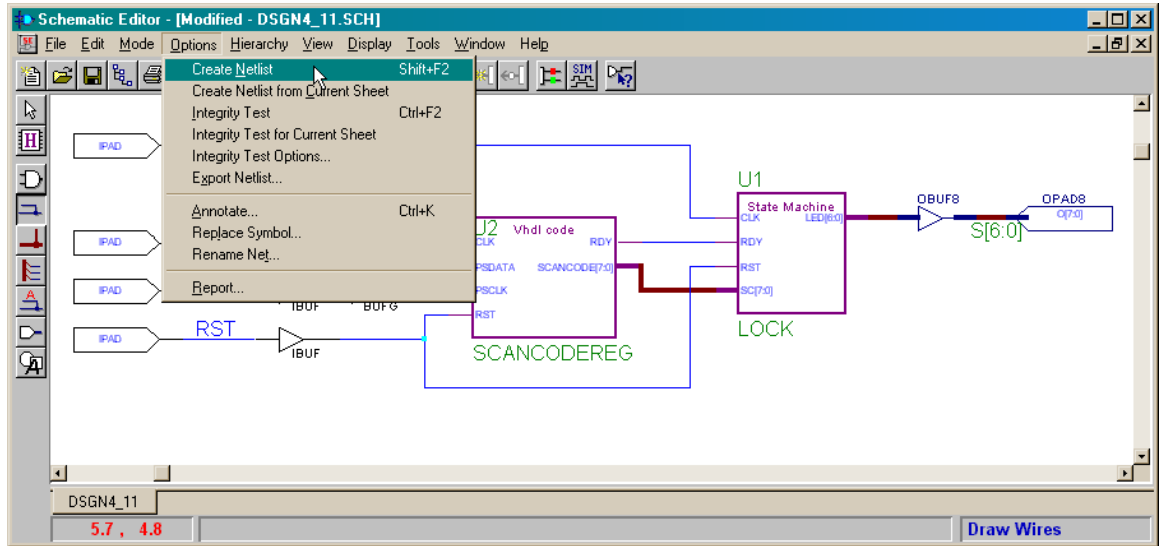 Schematic Editor - [Modified - DSGN4_11.SCH]
File Edit Mode Options Hierarchy View Display Tools Window Help
SIM
Create Netlist Shift+F2
Create Netlist from Current Sheet
Integrity Test Ctrl+F2
Integrity Test for Current Sheet
Integrity Test Options...
Export Netlist...
Annotate... Ctrl+K
Replace Symbol...
Rename Net...
Report...
H
A
A
IPAD
IPAD
IPAD
IPAD
RST
IBUF
BUFG
IBUF
U2
Vhdl code
CLK
RDY
PSDATA
SCANCODE[7:0]
PSCLK
RST
SCANCODEREG
U1
State Machine
CLK
LED[6:0]
RDY
RST
SC[7:0]
LOCK
OBUF8
OPAD8
O[7:0]
S[6:0]
DSGN4_11
5.7 , 4.8
Draw Wires